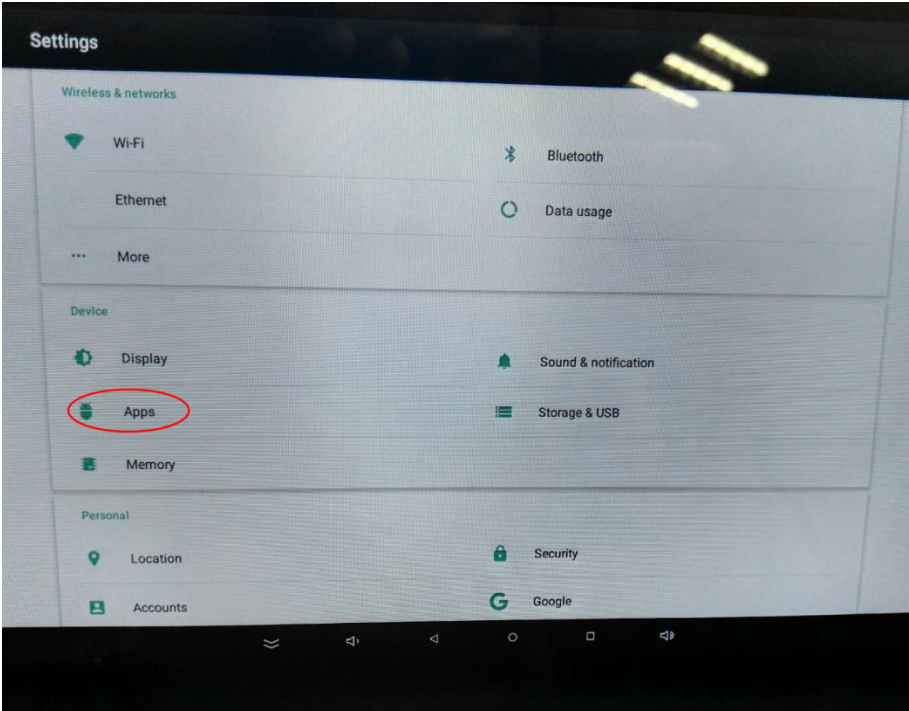 Settings
Wireless & networks
Wi-Fi
Bluetooth
Ethernet
Data usage
More
Device
Display
Sound & notification
Apps
Storage & USB
Memory
Personal
Location
Security
Accounts
Google